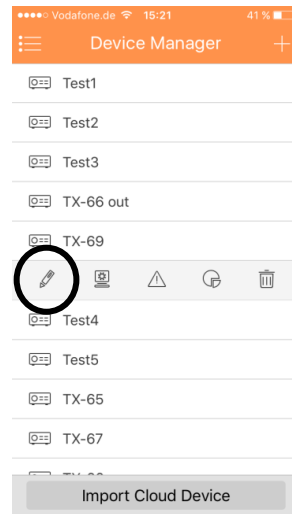 Vodafone.de 15:21 41 %
Device Manager
Test1
Test2
Test3
TX-66 out
TX-69
Test4
Test5
TX-65
TX-67
Import Cloud Device